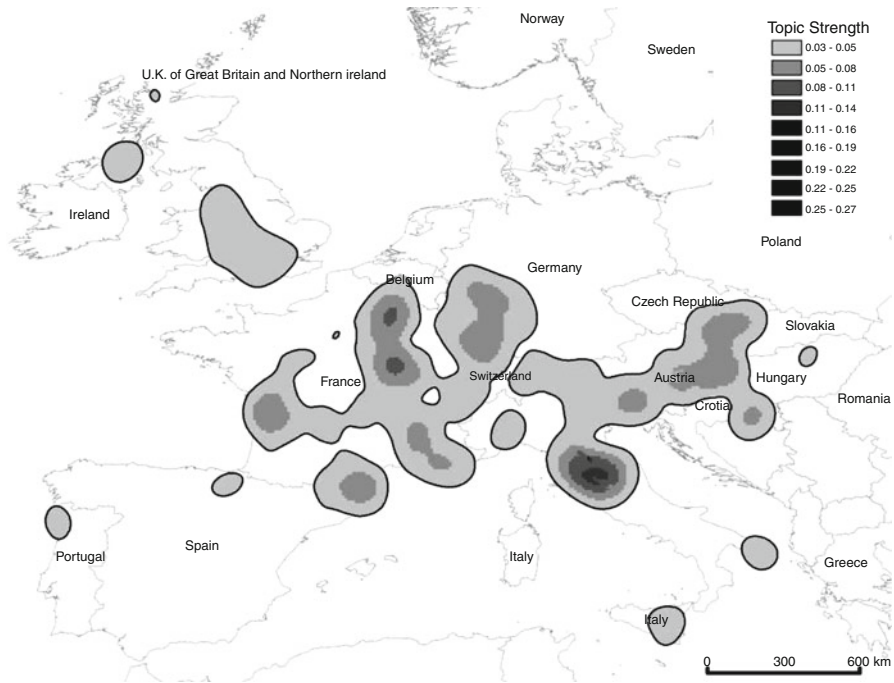 Norway
Topic Strength
Sweden
0.03 - 0.05
0.05 - 0.08
0.08 - 0.11
0.11 - 0.14
0.11 - 0.16
0.16 - 0.19
0.19 - 0.22
0.22 - 0.25
0.25 - 0.27
U.K. of Great Britain and Northern ireland
Ireland
Poland
Germany
Belgium
Czech Republic
Slovakia
France
Switzerland
Austria
Hungary
Romania
Crotia
Spain
Portugal
Italy
Greece
Italy
0 300 600 km